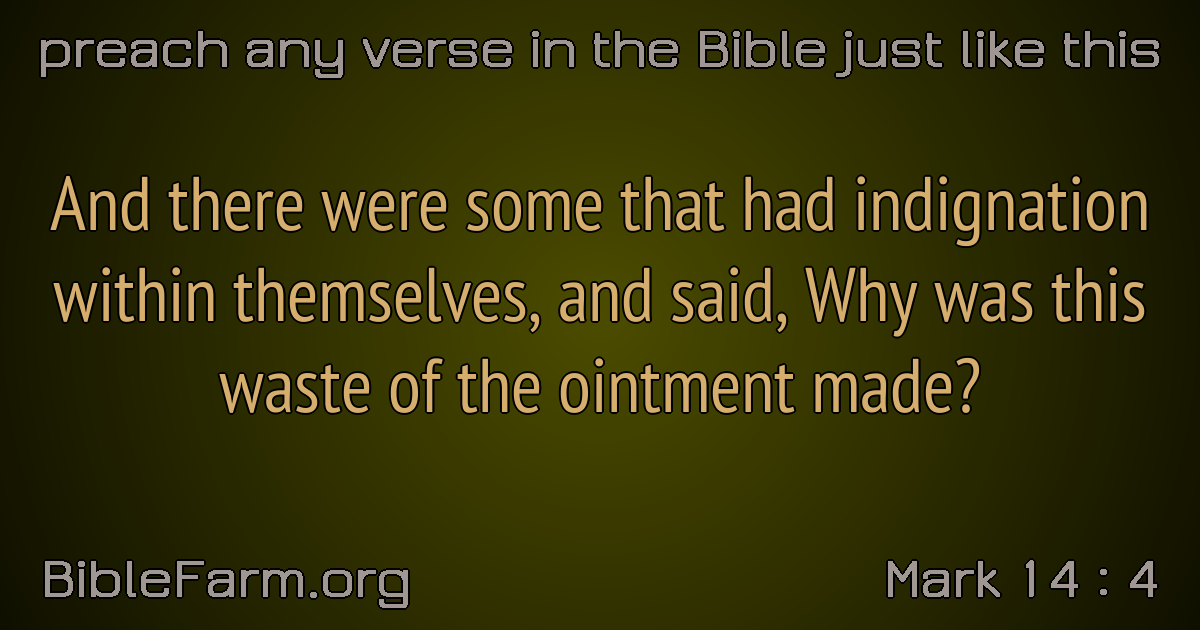 preach any verse in the Bible just like this
And there were some that had indignation
within themselves, and said, Why was this
waste of the ointment made?
BibleFarm.org
Mark 14 : 4